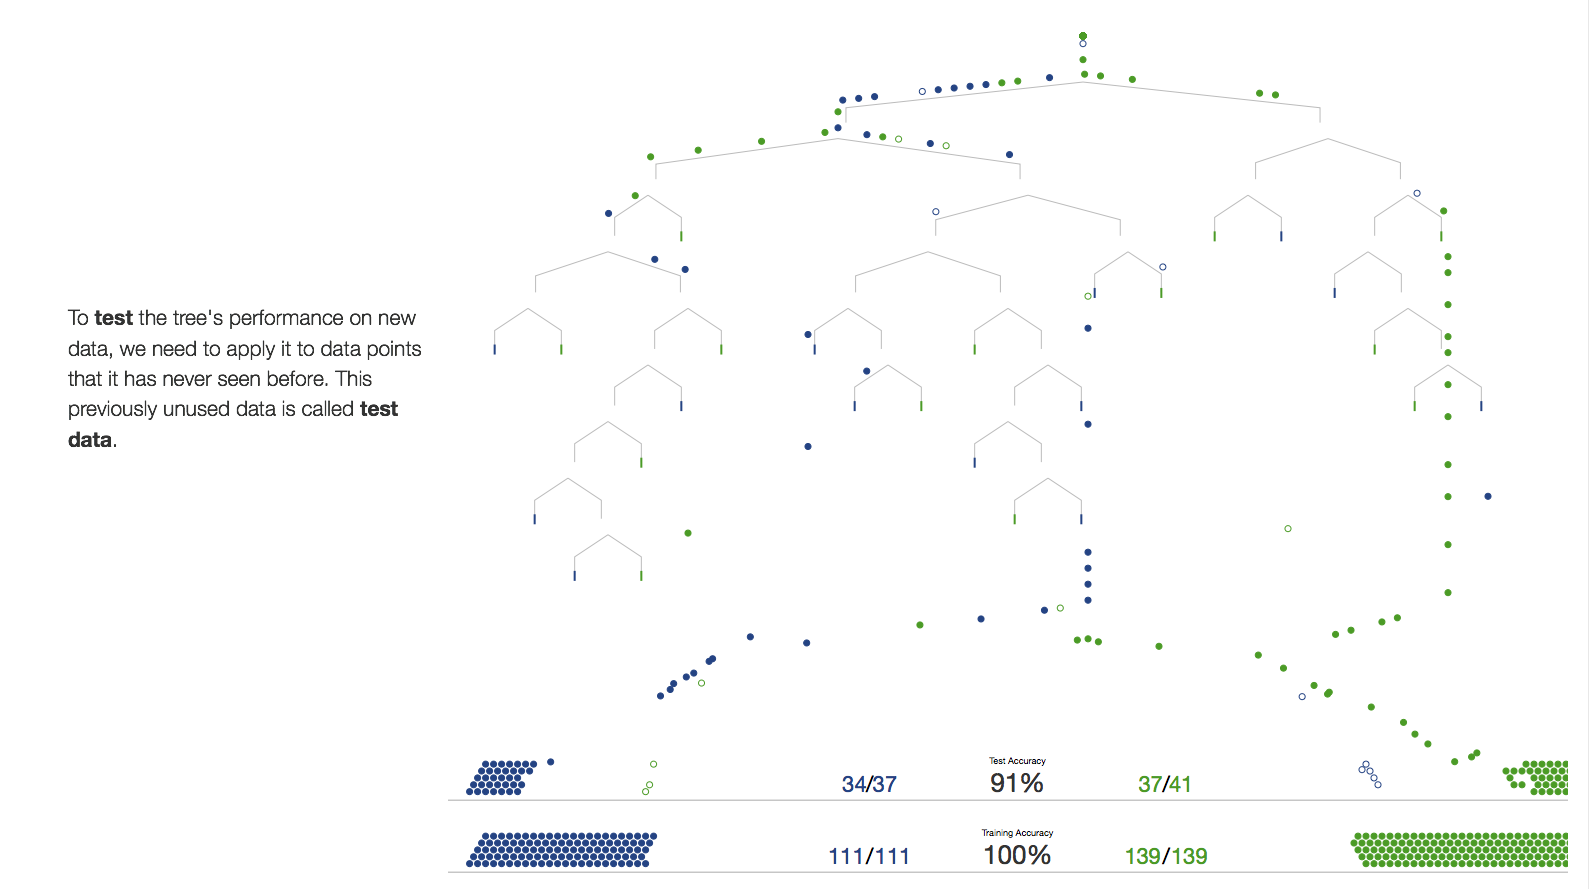 To test the tree's performance on new
data, we need to apply it to data points
that it has never seen before. This
previously unused data is called test
data.
Test Accuracy
34/37 91% 37/41
Training Accuracy
111/111 100% 139/139